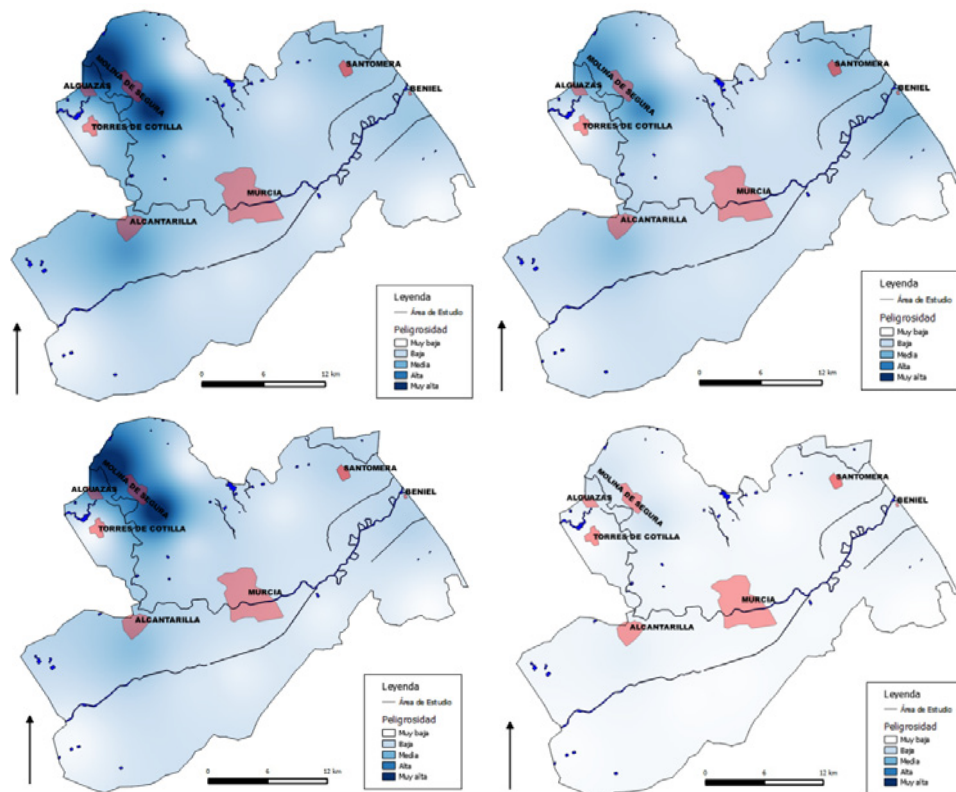 SANTOMERA
MOLINA DE SEGURA
ALGUAZAS
BENIEL
TORRES DE COTILLA
MURCIA
ALCANTARILLA
Leyenda
Área de Estudio
Peligrosidad
Muy baja
Baja
Media
Alta
Muy alta
0 6 12 km
SANTOMERA
MOLINA DE SEGURA
ALGUAZAS
BENIEL
TORRES DE COTILLA
MURCIA
ALCANTARILLA
Leyenda
Área de Estudio
Peligrosidad
Muy baja
Baja
Media
Alta
Muy alta
0 6 12 km
SANTOMERA
MOLINA DE SEGURA
ALGUAZAS
BENIEL
TORRES DE COTILLA
MURCIA
ALCANTARILLA
Leyenda
Área de Estudio
Peligrosidad
Muy baja
Baja
Media
Alta
Muy alta
0 6 12 km
SANTOMERA
MOLINA DE SEGURA
ALGUAZAS
BENIEL
TORRES DE COTILLA
MURCIA
ALCANTARILLA
Leyenda
Área de Estudio
Peligrosidad
Muy baja
Baja
Media
Alta
Muy alta
0 6 12 km